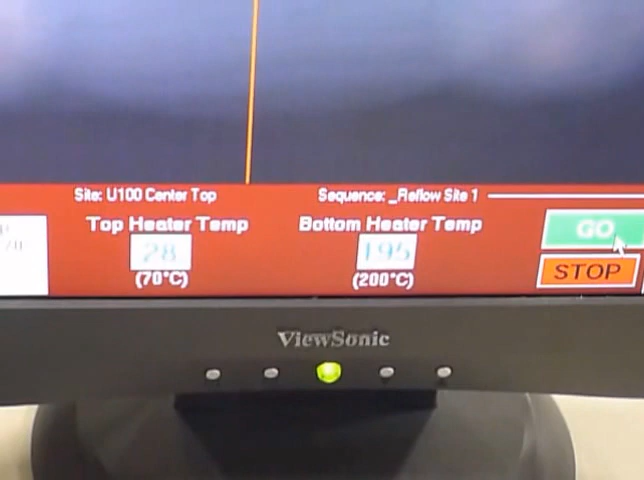 Site: U100 Center Top
Sequence: _Reflow Site 1
Top Heater Temp
Bottom Heater Temp
28
195
(70°C)
(200°C)
GO
STOP
ViewSonic